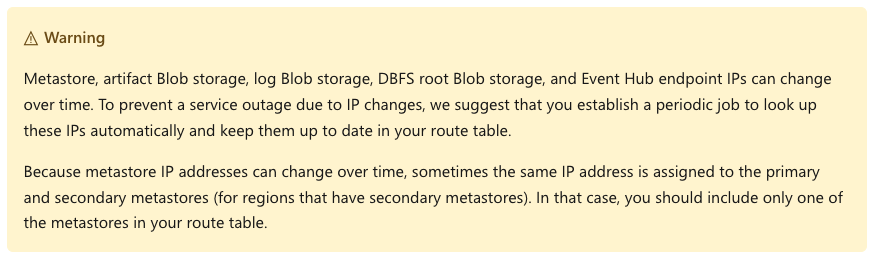 ⚠ Warning
Metastore, artifact Blob storage, log Blob storage, DBFS root Blob storage, and Event Hub endpoint IPs can change
over time. To prevent a service outage due to IP changes, we suggest that you establish a periodic job to look up
these IPs automatically and keep them up to date in your route table.
Because metastore IP addresses can change over time, sometimes the same IP address is assigned to the primary
and secondary metastores (for regions that have secondary metastores). In that case, you should include only one of
the metastores in your route table.